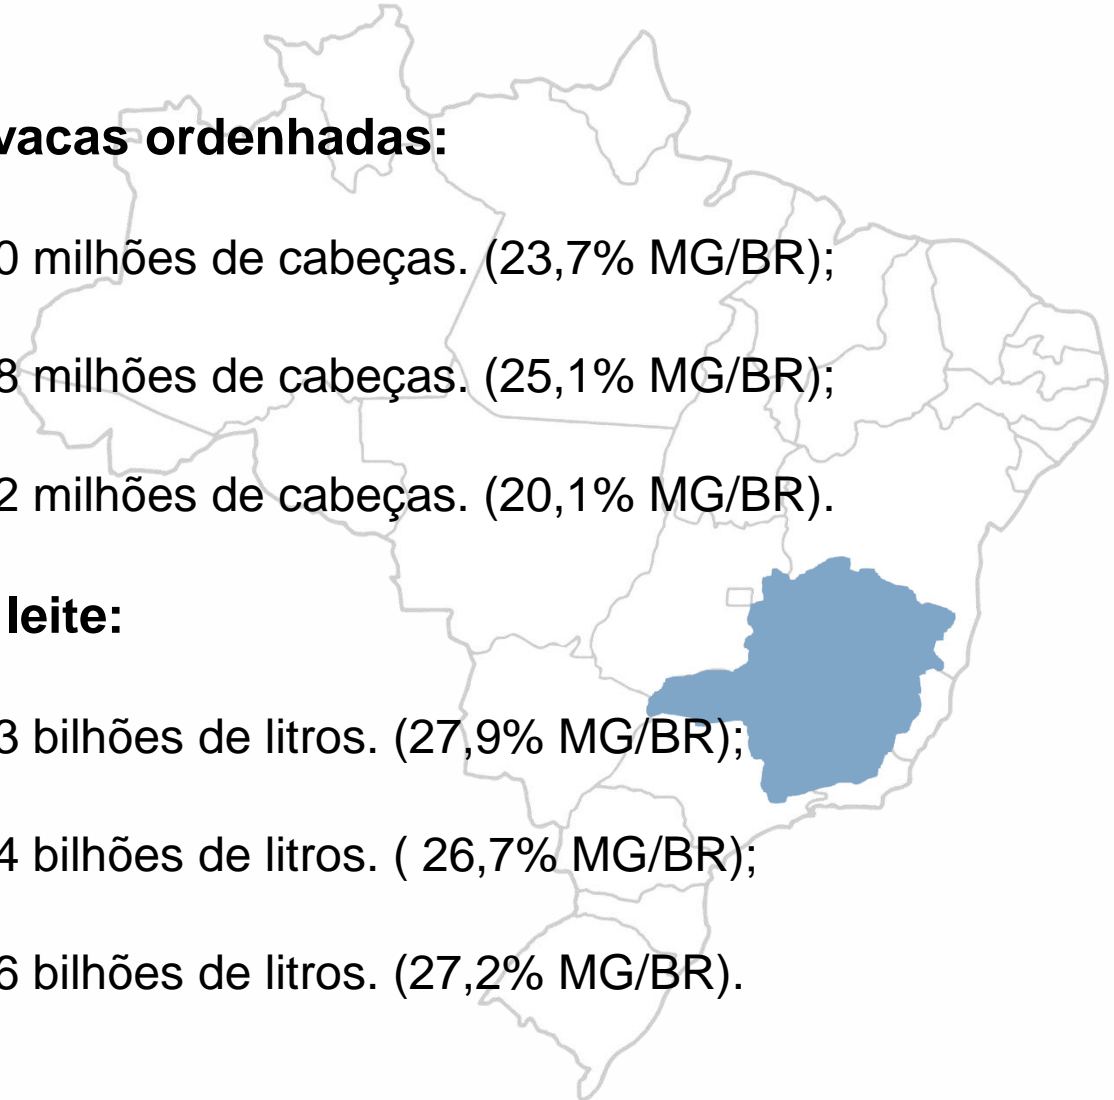 vacas ordenhadas:
0 milhões de cabeças. (23,7% MG/BR);
8 milhões de cabeças. (25,1% MG/BR);
2 milhões de cabeças. (20,1% MG/BR).
leite:
3 bilhões de litros. (27,9% MG/BR);
4 bilhões de litros. ( 26,7% MG/BR);
6 bilhões de litros. (27,2% MG/BR).